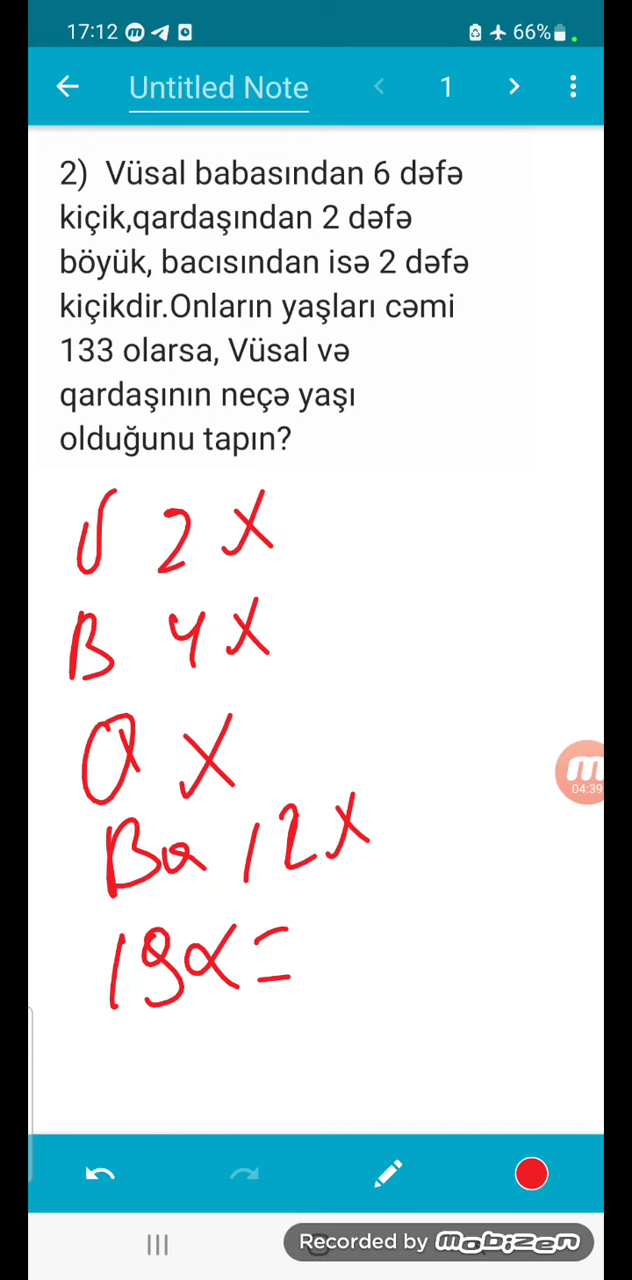 17:12 66%
Untitled Note 1
2) Vüsal babasından 6 dəfə
kiçik,qardaşından 2 dəfə
böyük, bacısından isə 2 dəfə
kiçikdir.Onların yaşları cəmi
133 olarsa, Vüsal və
qardaşının neçə yaşı
olduğunu tapın?
V 2x
B 4x
Q x
04:39
Ba 12x
19x=
Recorded by mobizen